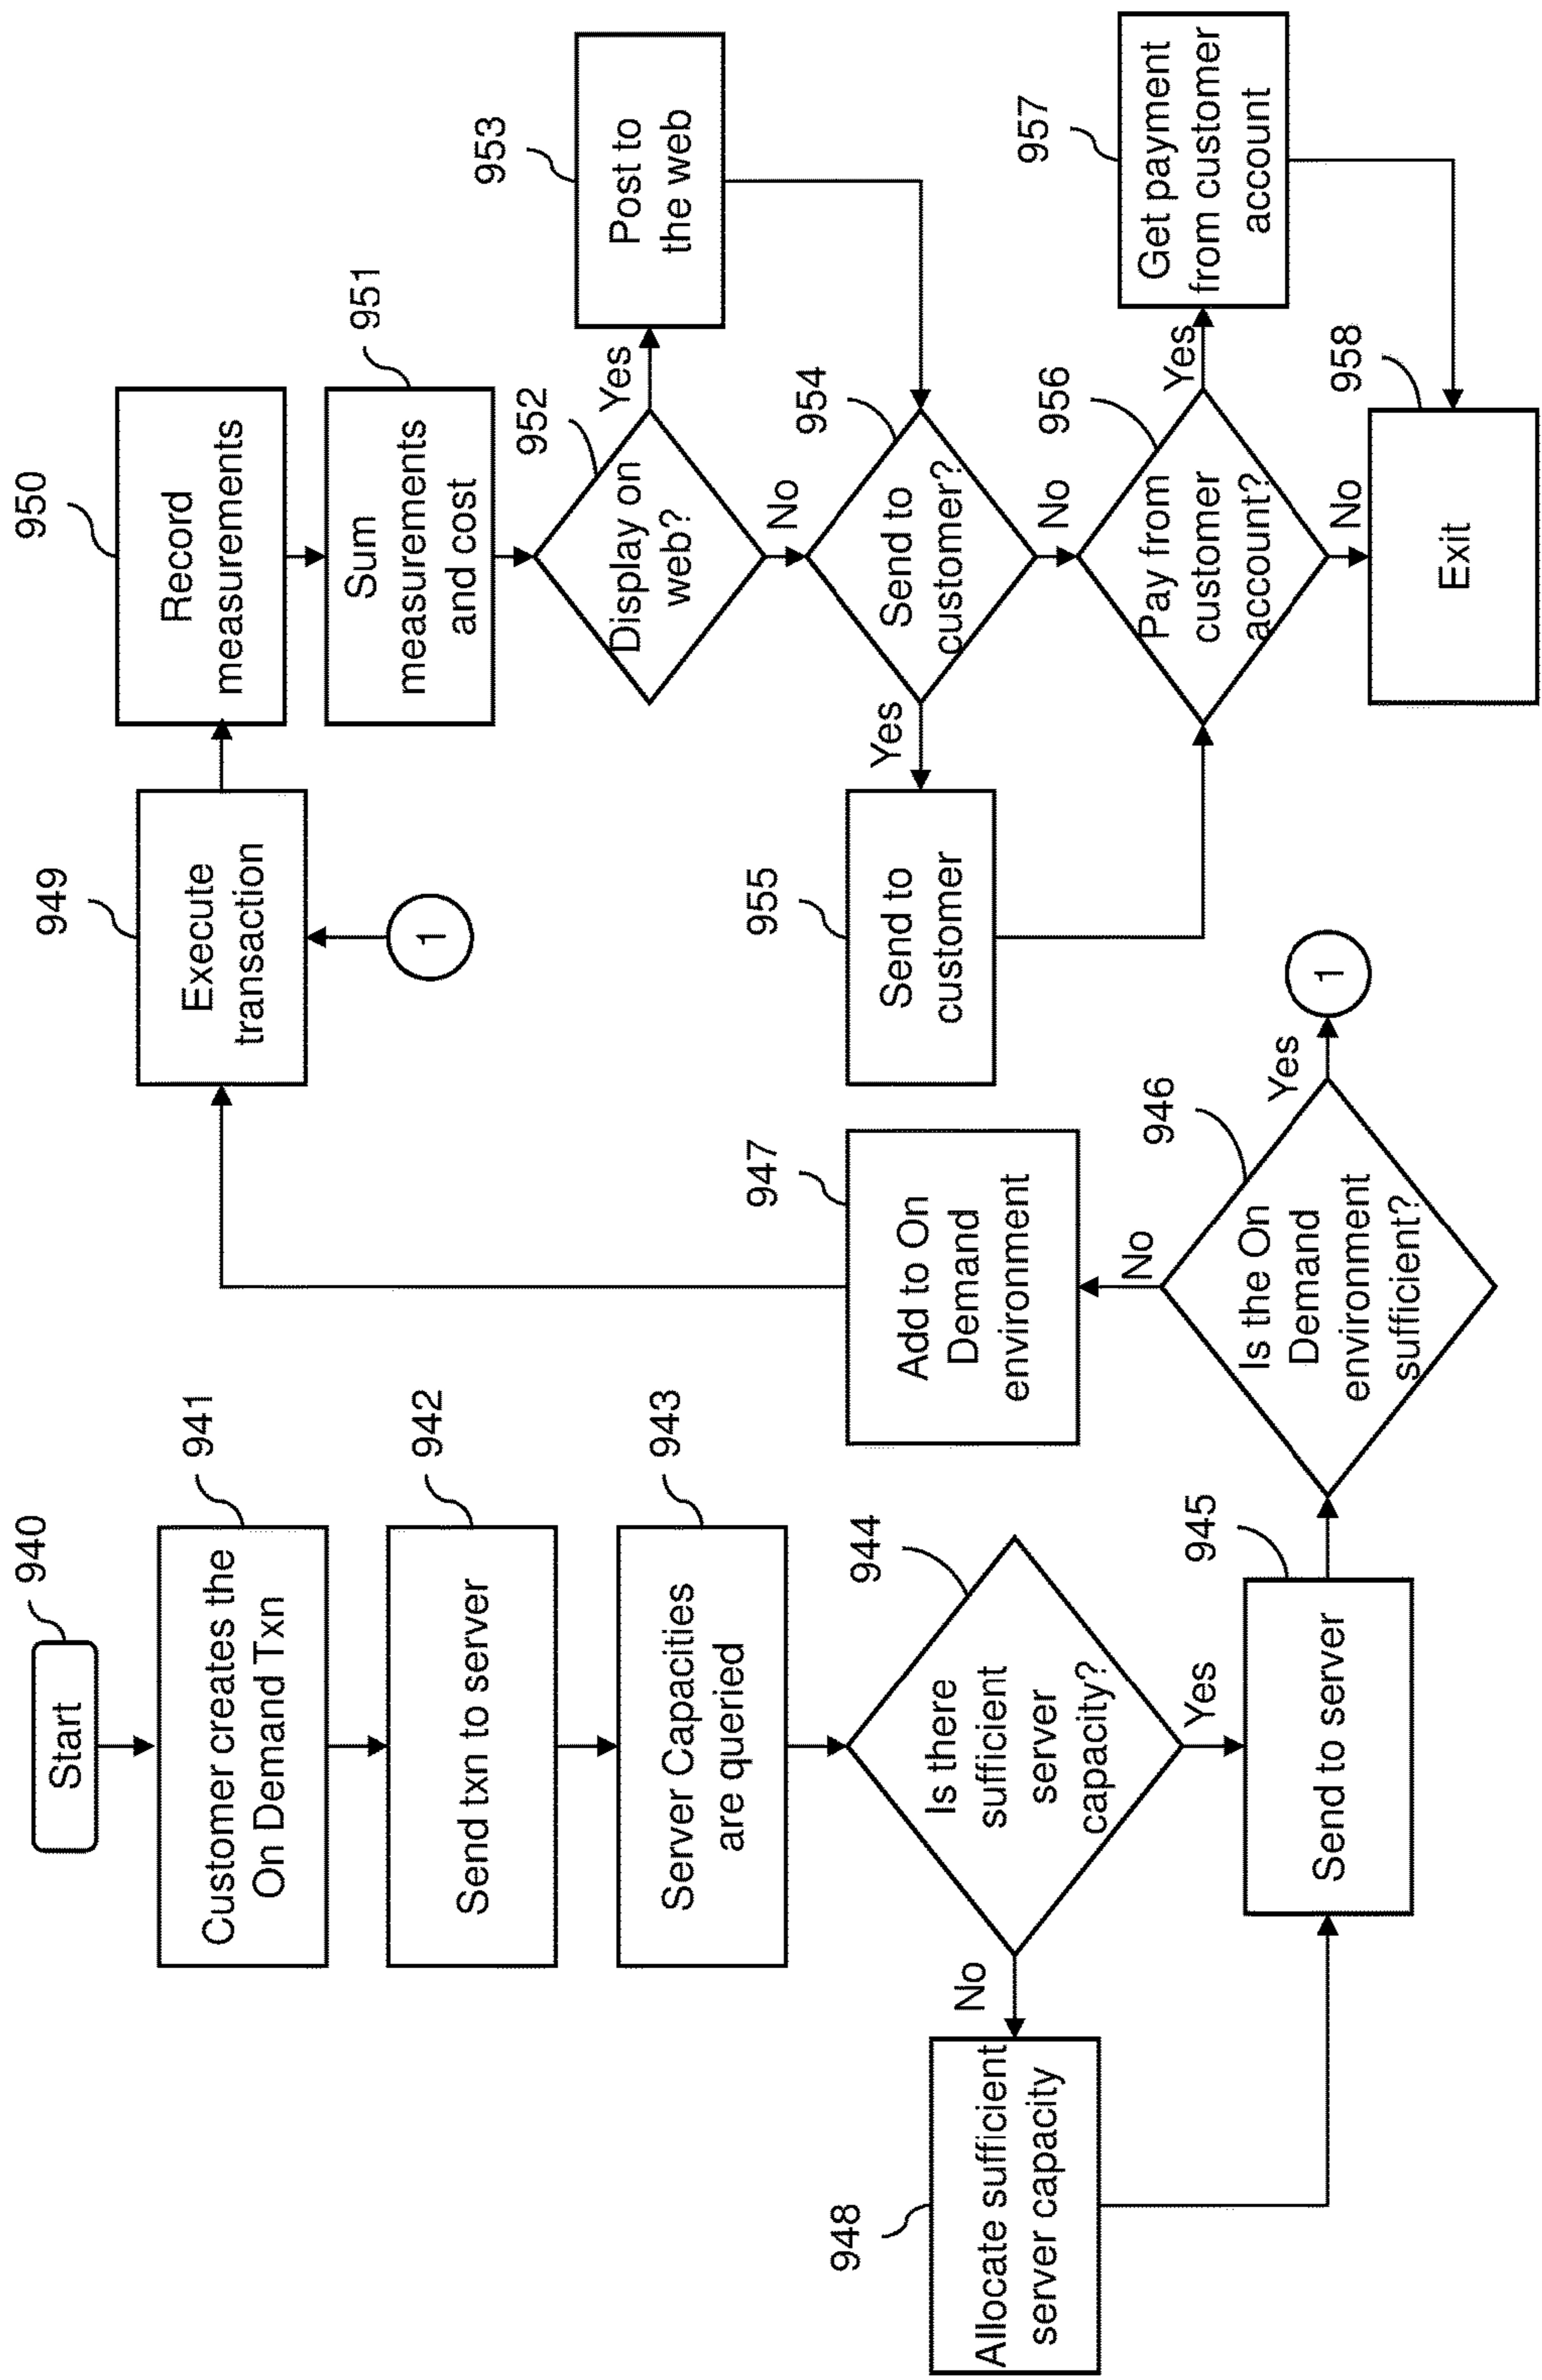 940
Start
941
Customer creates the
On Demand Txn
942
Send txn to server
943
Server Capacities
are queried
944
Is there
sufficient
server
capacity?
No
Yes
948
Allocate sufficient
server capacity
945
Send to server
946
Is the On
Demand
environment
sufficient?
No
Yes
1
947
Add to On
Demand
environment
949
Execute
transaction
1
950
Record
measurements
951
Sum
measurements
and cost
952
Display on
web?
Yes
No
953
Post to
the web
954
Send to
customer?
Yes
No
955
Send to
customer
956
Pay from
customer
account?
Yes
No
957
Get payment
from customer
account
958
Exit